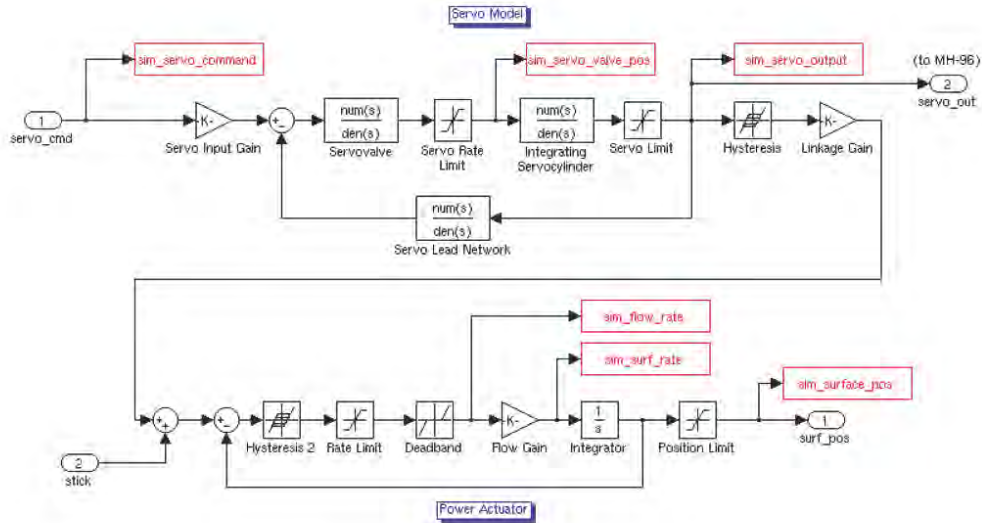 Servo Model
sim_servo_command
sim_servo_valve_pos
sim_servo_output
(to MH-96)
2
servo_out
1
servo_cmd
-K-
Servo Input Gain
+
-
num(s)
den(s)
Servovalve
Servo Rate
Limit
num(s)
den(s)
Integrating
Servocylinder
Servo Limit
Hysteresis
-K-
Linkage Gain
num(s)
den(s)
Servo Lead Network
sim_flow_rate
sim_surf_rate
sim_surface_pos
+
+
+
-
Hysteresis 2
Rate Limit
Deadband
-K-
Flow Gain
1
s
Integrator
Position Limit
1
surf_pos
2
stick
Power Actuator